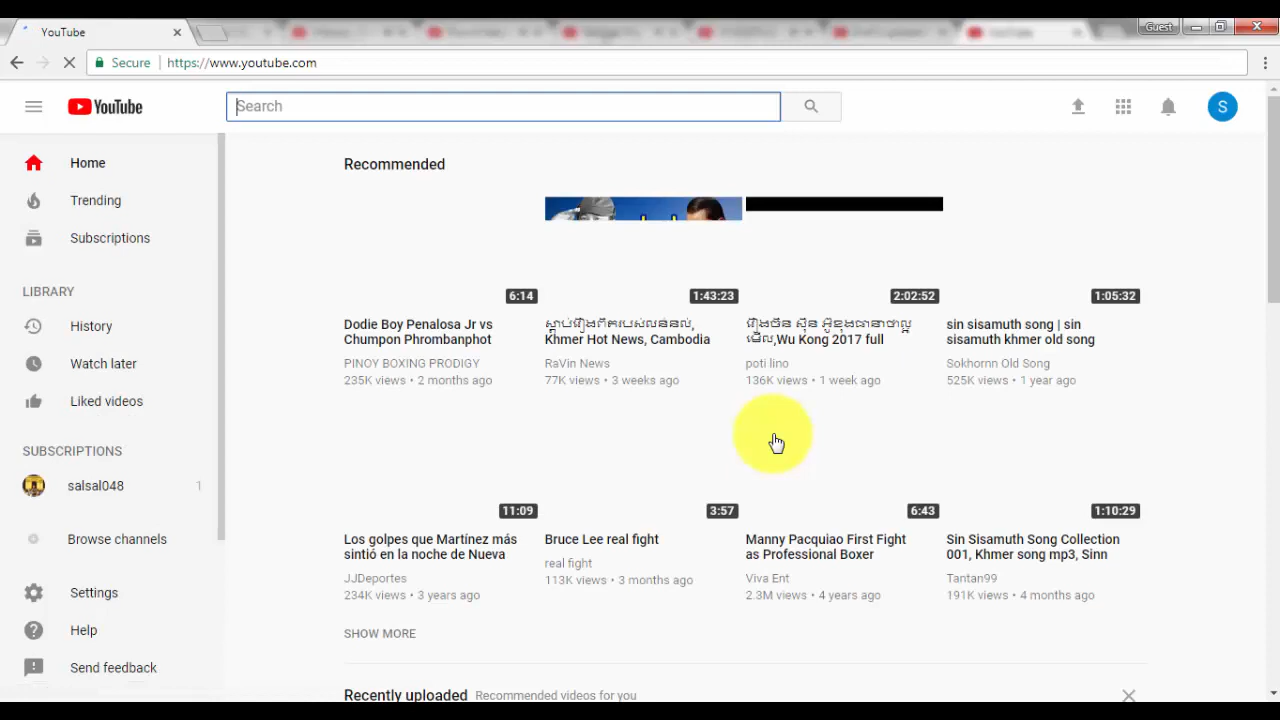 YouTube
Guest
Secure
https://www.youtube.com
YouTube
Search
S
Home
Trending
Subscriptions
LIBRARY
History
Watch later
Liked videos
SUBSCRIPTIONS
salsal048 1
Browse channels
Settings
Help
Send feedback
Recommended
6:14
Dodie Boy Penalosa Jr vs
Chumpon Phrombanphot
PINOY BOXING PRODIGY
235K views • 2 months ago
1:43:23
Khmer Hot News, Cambodia
RaVin News
77K views • 3 weeks ago
2:02:52
មើល,Wu Kong 2017 full
poti lino
136K views • 1 week ago
1:05:32
sin sisamuth song | sin
sisamuth khmer old song
Sokhornn Old Song
525K views • 1 year ago
11:09
Los golpes que Martínez más
sintió en la noche de Nueva
JJDeportes
234K views • 3 years ago
3:57
Bruce Lee real fight
real fight
113K views • 3 months ago
6:43
Manny Pacquiao First Fight
as Professional Boxer
Viva Ent
2.3M views • 4 years ago
1:10:29
Sin Sisamuth Song Collection
001, Khmer song mp3, Sinn
Tantan99
191K views • 4 months ago
SHOW MORE
Recently uploaded Recommended videos for you